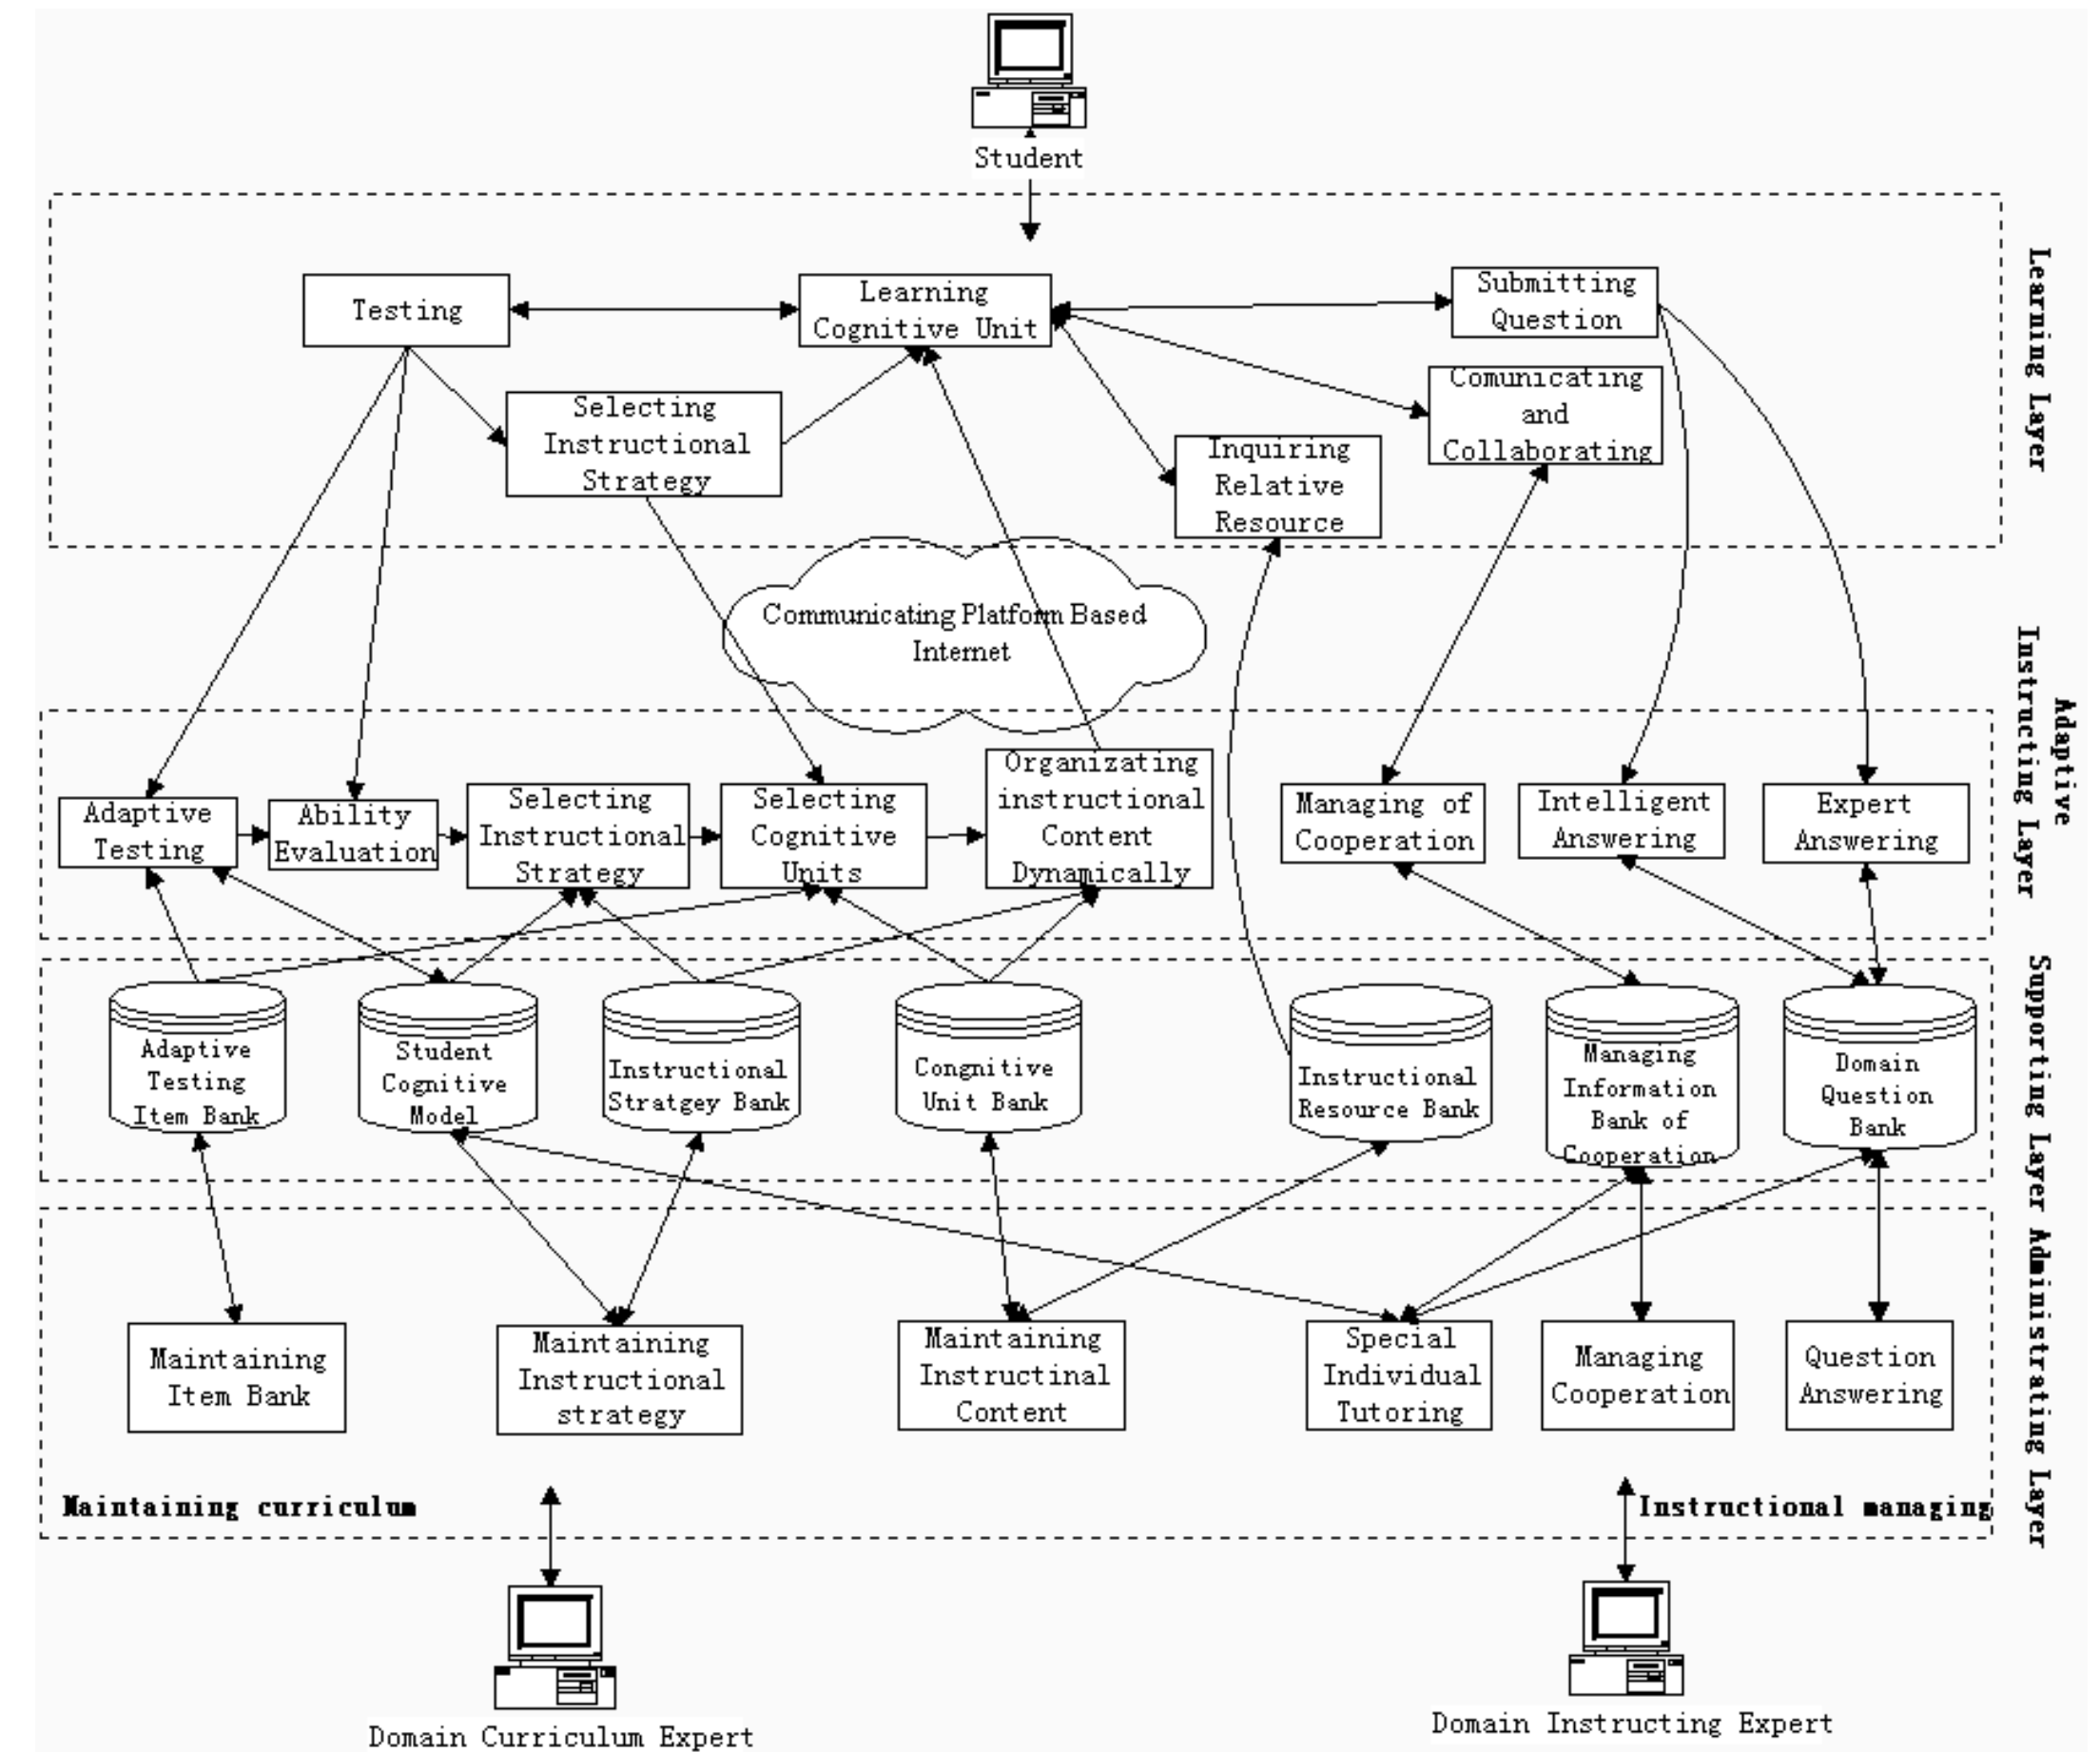 Student
Testing
Learning
Cognitive Unit
Submitting
Question
Selecting
Instructional
Strategy
Comunicating
and
Collaborating
Inquiring
Relative
Resource
Learning Layer
Communicating Platform Based
Internet
Adaptive
Testing
Ability
Evaluation
Selecting
Instructional
Strategy
Selecting
Cognitive
Units
Organizating
instructional
Content
Dynamically
Managing of
Cooperation
Intelligent
Answering
Expert
Answering
Adaptive
Instructing Layer
Adaptive
Testing
Item Bank
Student
Cognitive
Model
Instructional
Stratgey Bank
Congnitive
Unit Bank
Instructional
Resource Bank
Managing
Information
Bank of
Cooperation
Domain
Question
Bank
Supporting Layer
Maintaining
Item Bank
Maintaining
Instructional
strategy
Maintaining
Instructinal
Content
Special
Individual
Tutoring
Managing
Cooperation
Question
Answering
Administrating Layer
Maintaining curriculum
Instructional managing
Domain Curriculum Expert
Domain Instructing Expert